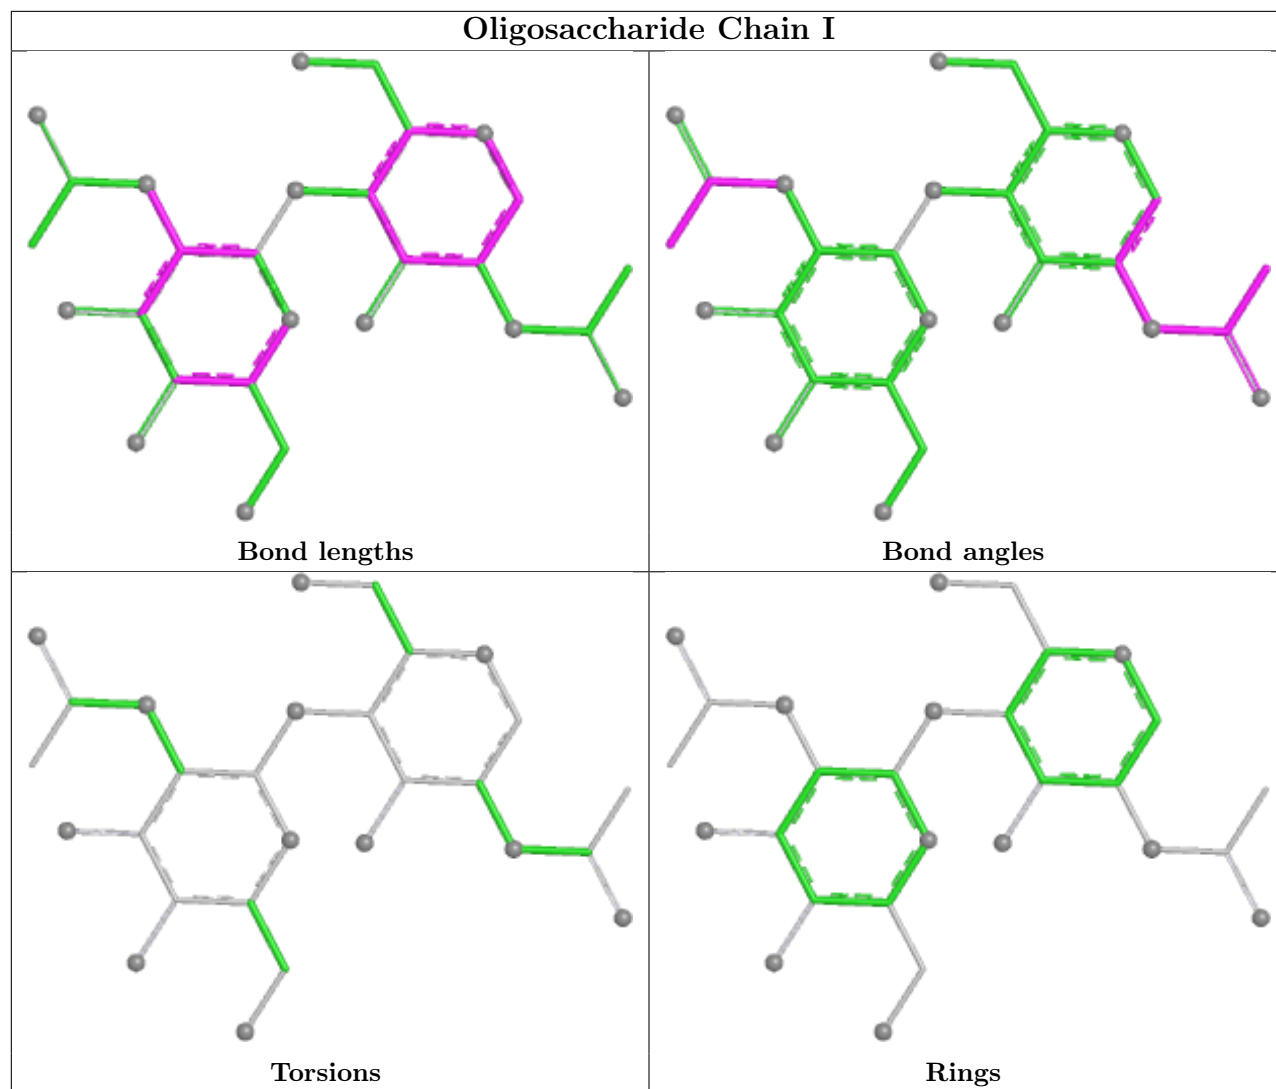 Oligosaccharide Chain I
Bond lengths
Bond angles
Torsions
Rings